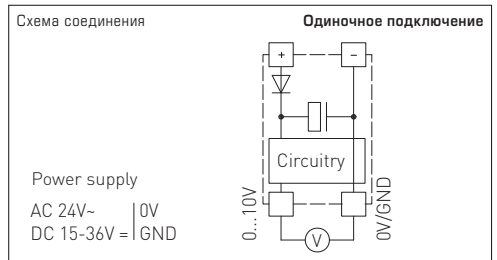 Схема соединения
Одиночное подключение
+ −
Circuitry
Power supply
AC 24V~ | 0V
DC 15-36V = | GND
0...10V
0V/GND
V